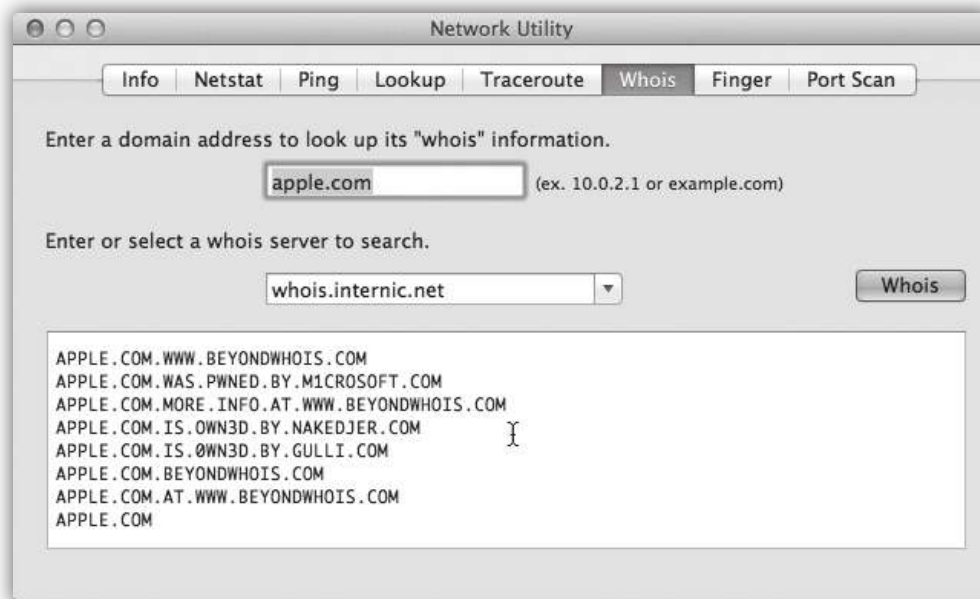 Network Utility
Info Netstat Ping Lookup Traceroute Whois Finger Port Scan
Enter a domain address to look up its "whois" information.
apple.com (ex. 10.0.2.1 or example.com)
Enter or select a whois server to search.
whois.internic.net Whois
APPLE.COM.WWW.BEYONDWHOIS.COM
APPLE.COM.WAS.PWNED.BY.M1CROSOFT.COM
APPLE.COM.MORE.INFO.AT.WWW.BEYONDWHOIS.COM
APPLE.COM.IS.OWN3D.BY.NAKEDJER.COM
APPLE.COM.IS.0WN3D.BY.GULLI.COM
APPLE.COM.BEYONDWHOIS.COM
APPLE.COM.AT.WWW.BEYONDWHOIS.COM
APPLE.COM